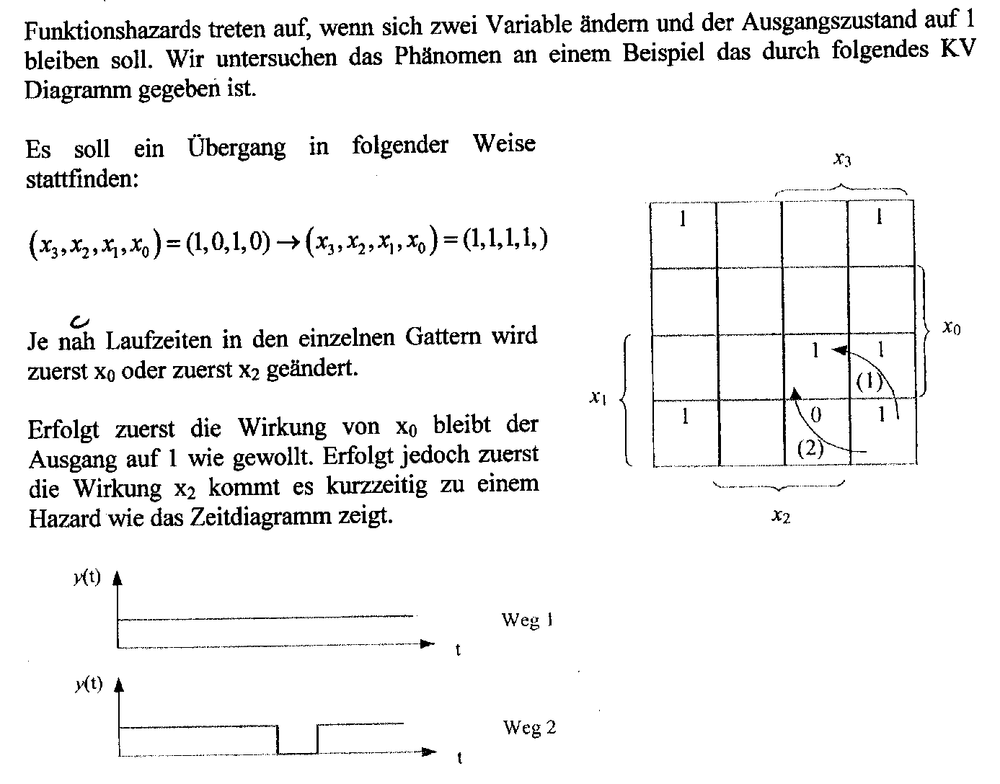 Funktionshazards treten auf, wenn sich zwei Variable ändern und der Ausgangszustand auf 1
bleiben soll. Wir untersuchen das Phänomen an einem Beispiel das durch folgendes KV
Diagramm gegeben ist.
Es soll ein Übergang in folgender Weise
stattfinden:
(x₃,x₂,x₁,x₀)=(1,0,1,0)→(x₃,x₂,x₁,x₀)=(1,1,1,1,)
c
Je nah Laufzeiten in den einzelnen Gattern wird
zuerst x₀ oder zuerst x₂ geändert.
Erfolgt zuerst die Wirkung von x₀ bleibt der
Ausgang auf 1 wie gewollt. Erfolgt jedoch zuerst
die Wirkung x₂ kommt es kurzzeitig zu einem
Hazard wie das Zeitdiagramm zeigt.
x₃
1 1
x₀
1 1
(1)
x₁
1 0 1
(2)
x₂
y(t)
Weg 1
t
y(t)
Weg 2
t